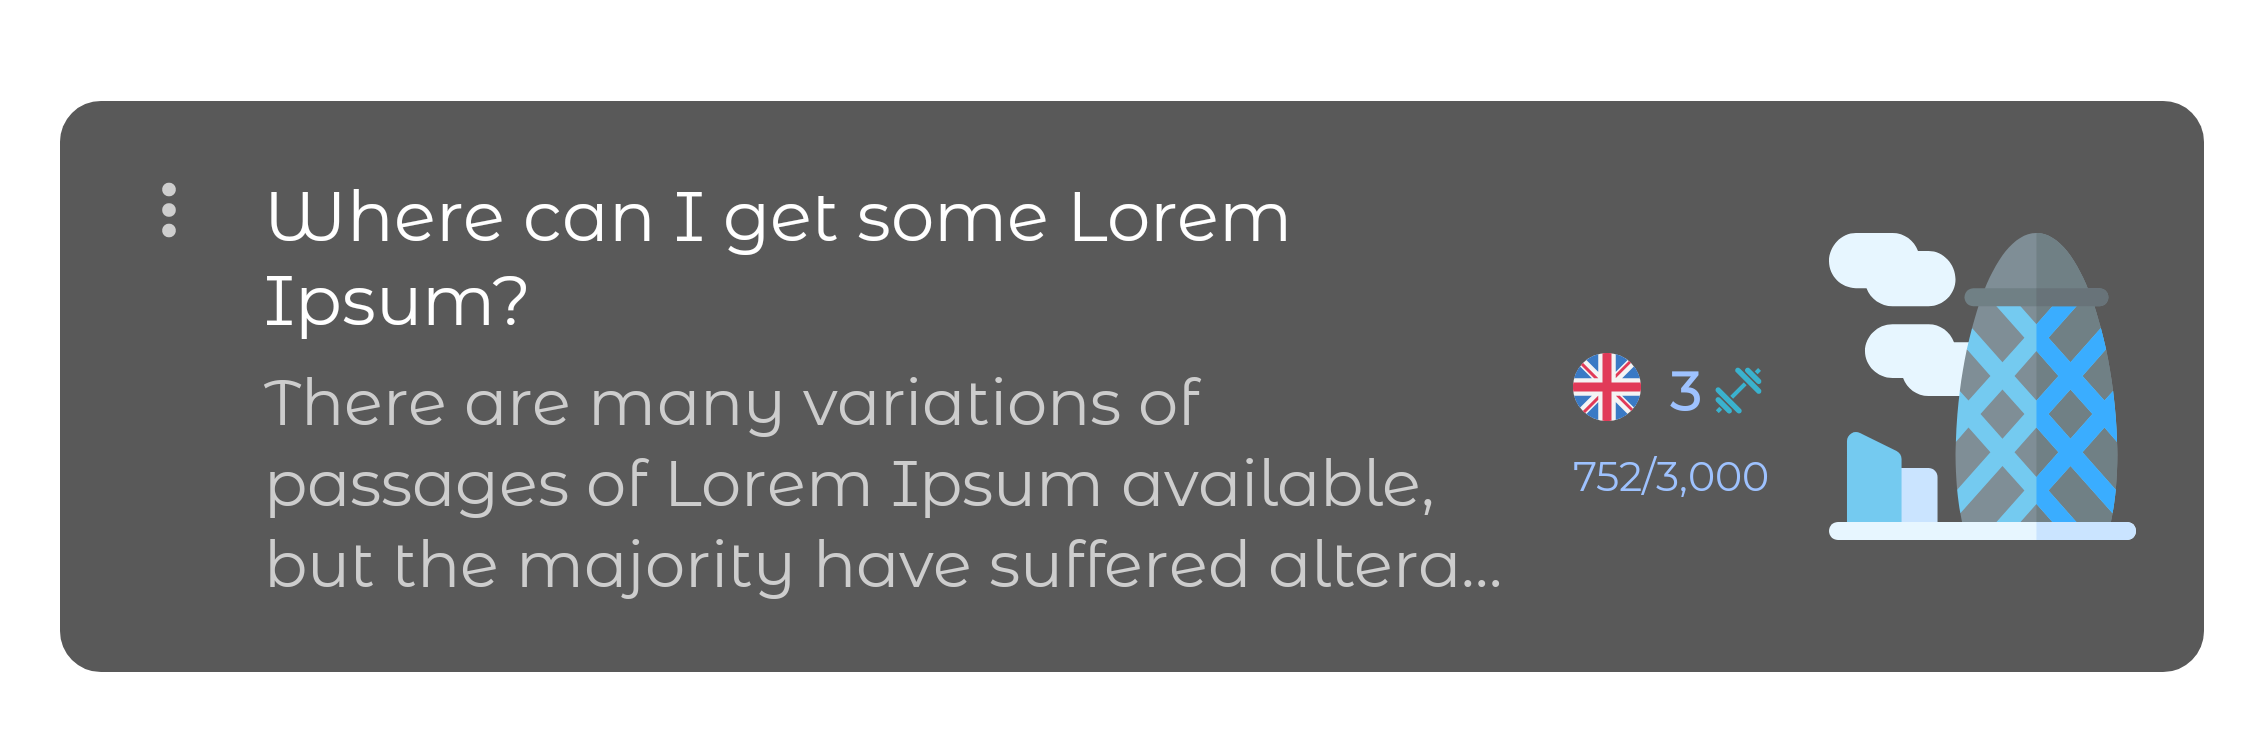 Where can I get some Lorem
Ipsum?
There are many variations of
passages of Lorem Ipsum available,
but the majority have suffered altera...
3
752/3,000